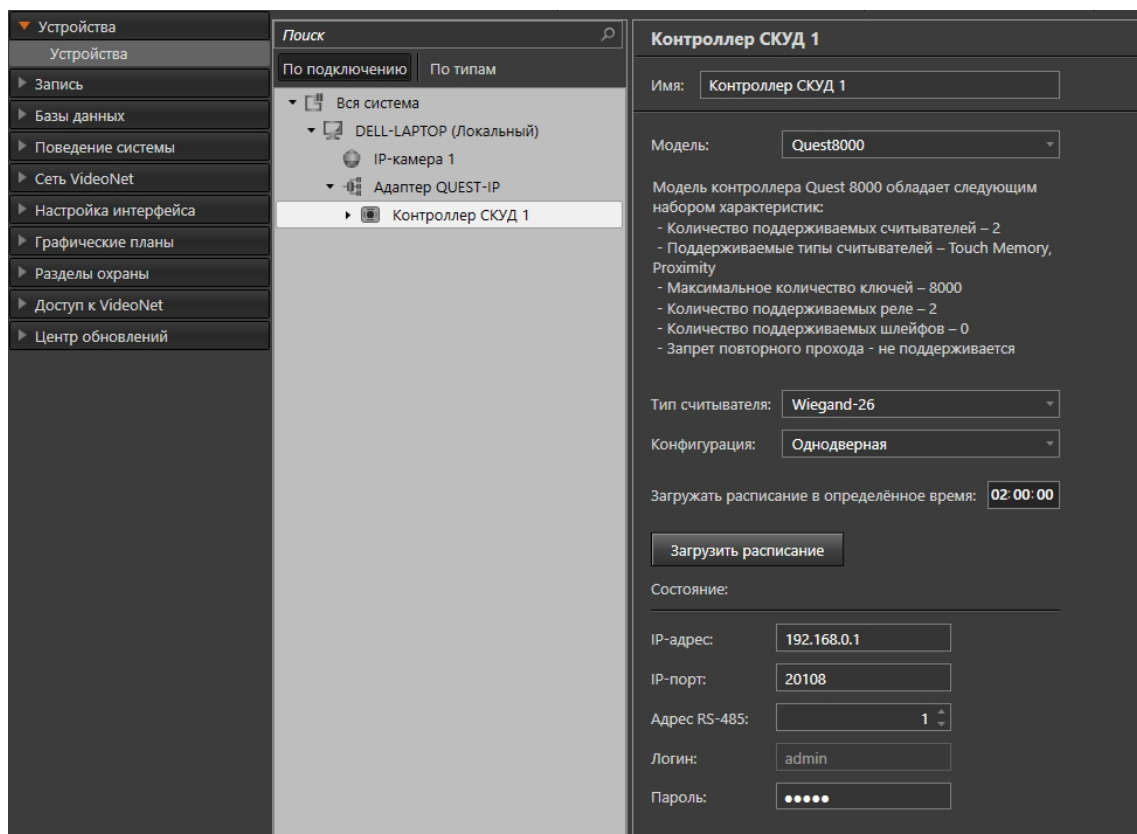 Устройства
Устройства
Запись
Базы данных
Поведение системы
Сеть VideoNet
Настройка интерфейса
Графические планы
Разделы охраны
Доступ к VideoNet
Центр обновлений
Поиск
По подключению По типам
Вся система
DELL-LAPTOP (Локальный)
IP-камера 1
Адаптер QUEST-IP
Контроллер СКУД 1
Контроллер СКУД 1
Имя: Контроллер СКУД 1
Модель: Quest8000
Модель контроллера Quest 8000 обладает следующим
набором характеристик:
- Количество поддерживаемых считывателей – 2
- Поддерживаемые типы считывателей – Touch Memory,
Proximity
- Максимальное количество ключей – 8000
- Количество поддерживаемых реле – 2
- Количество поддерживаемых шлейфов – 0
- Запрет повторного прохода - не поддерживается
Тип считывателя: Wiegand-26
Конфигурация: Однодверная
Загружать расписание в определённое время: 02:00:00
Загрузить расписание
Состояние:
IP-адрес: 192.168.0.1
IP-порт: 20108
Адрес RS-485: 1
Логин: admin
Пароль: •••••